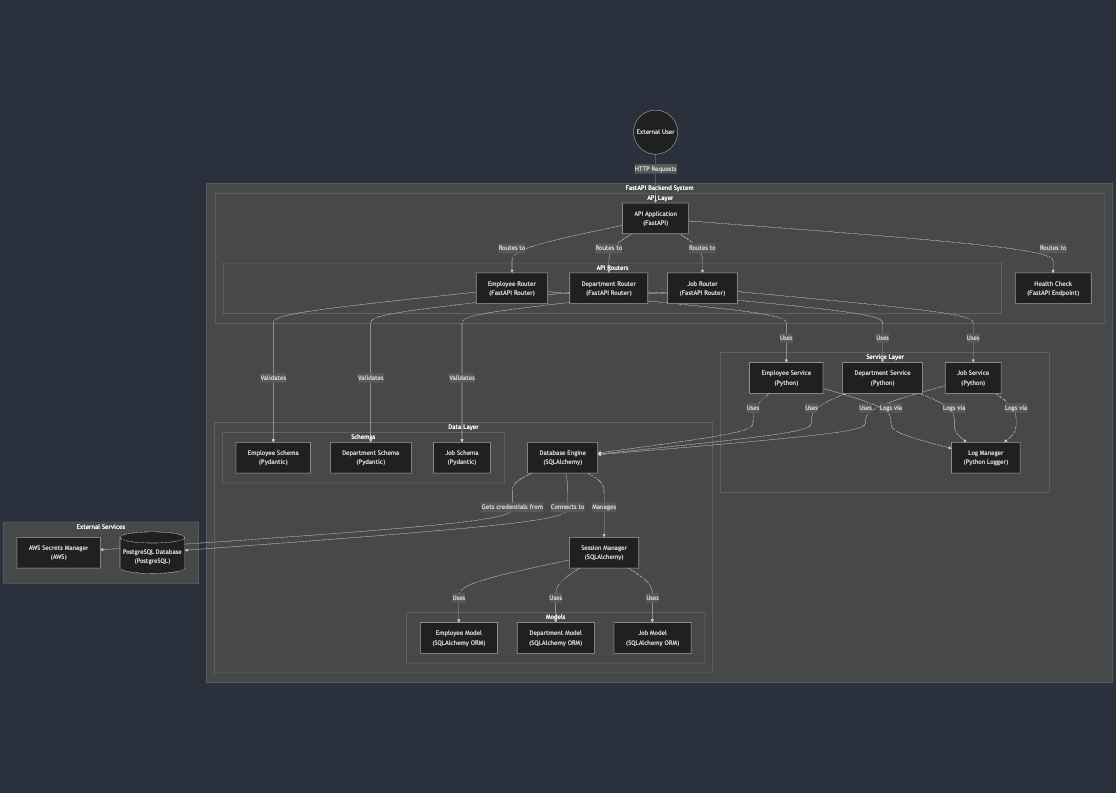 External User
HTTP Requests
FastAPI Backend System
API Layer
API Application
(FastAPI)
Routes to
Routes to
Routes to
Routes to
API Routers
Employee Router
(FastAPI Router)
Department Router
(FastAPI Router)
Job Router
(FastAPI Router)
Health Check
(FastAPI Endpoint)
Uses
Uses
Uses
Service Layer
Employee Service
(Python)
Department Service
(Python)
Job Service
(Python)
Validates
Validates
Validates
Uses
Uses
Uses
Logs via
Logs via
Logs via
Data Layer
Schemas
Employee Schema
(Pydantic)
Department Schema
(Pydantic)
Job Schema
(Pydantic)
Database Engine
(SQLAlchemy)
Log Manager
(Python Logger)
Gets credentials from
Connects to
Manages
External Services
AWS Secrets Manager
(AWS)
PostgreSQL Database
(PostgreSQL)
Session Manager
(SQLAlchemy)
Uses
Uses
Uses
Models
Employee Model
(SQLAlchemy ORM)
Department Model
(SQLAlchemy ORM)
Job Model
(SQLAlchemy ORM)